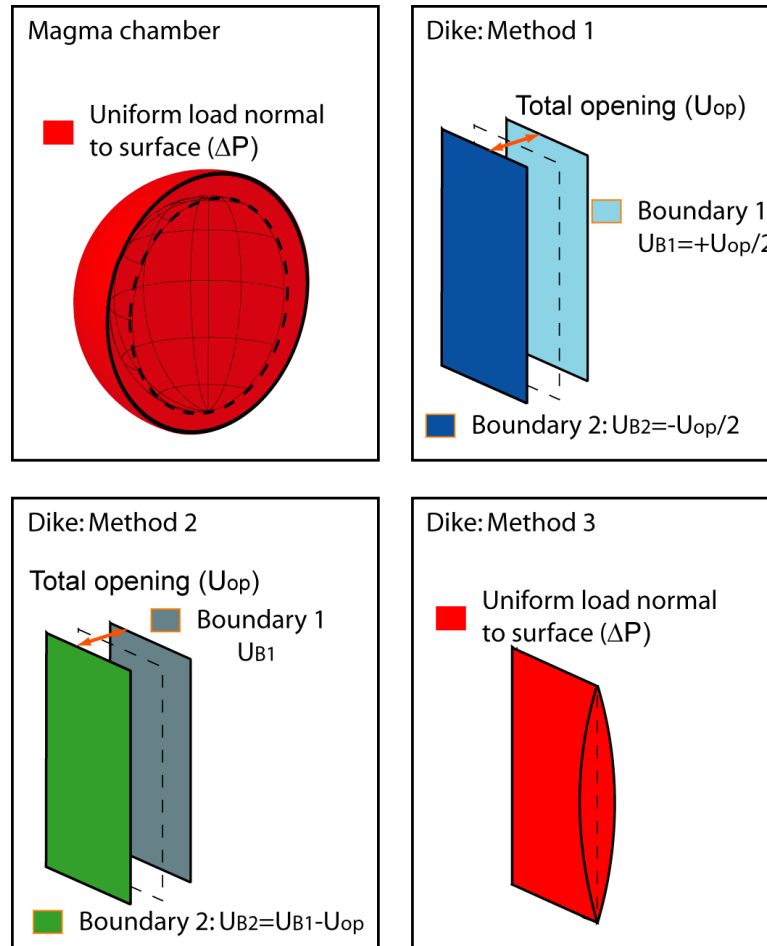 Magma chamber
Uniform load normal
to surface (ΔP)
Dike: Method 1
Total opening (Uop)
Boundary 1
UB1=+Uop/2
Boundary 2: UB2=-Uop/2
Dike: Method 2
Total opening (Uop)
Boundary 1
UB1
Boundary 2: UB2=UB1-Uop
Dike: Method 3
Uniform load normal
to surface (ΔP)